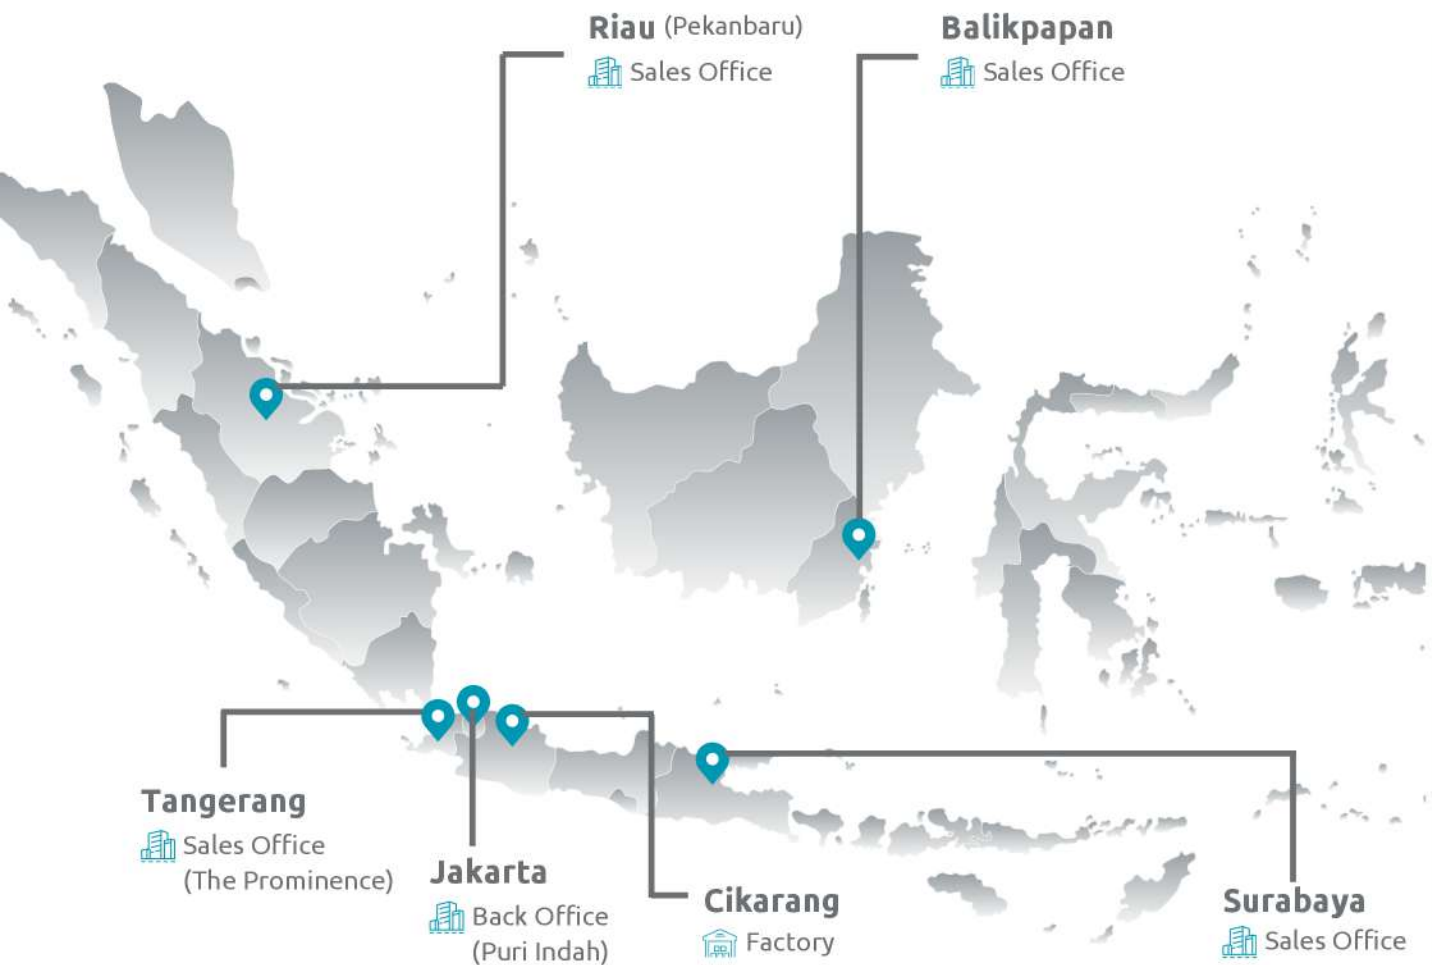 Riau (Pekanbaru)
Sales Office
Balikpapan
Sales Office
Tangerang
Sales Office
(The Prominence)
Jakarta
Back Office
(Puri Indah)
Cikarang
Factory
Surabaya
Sales Office